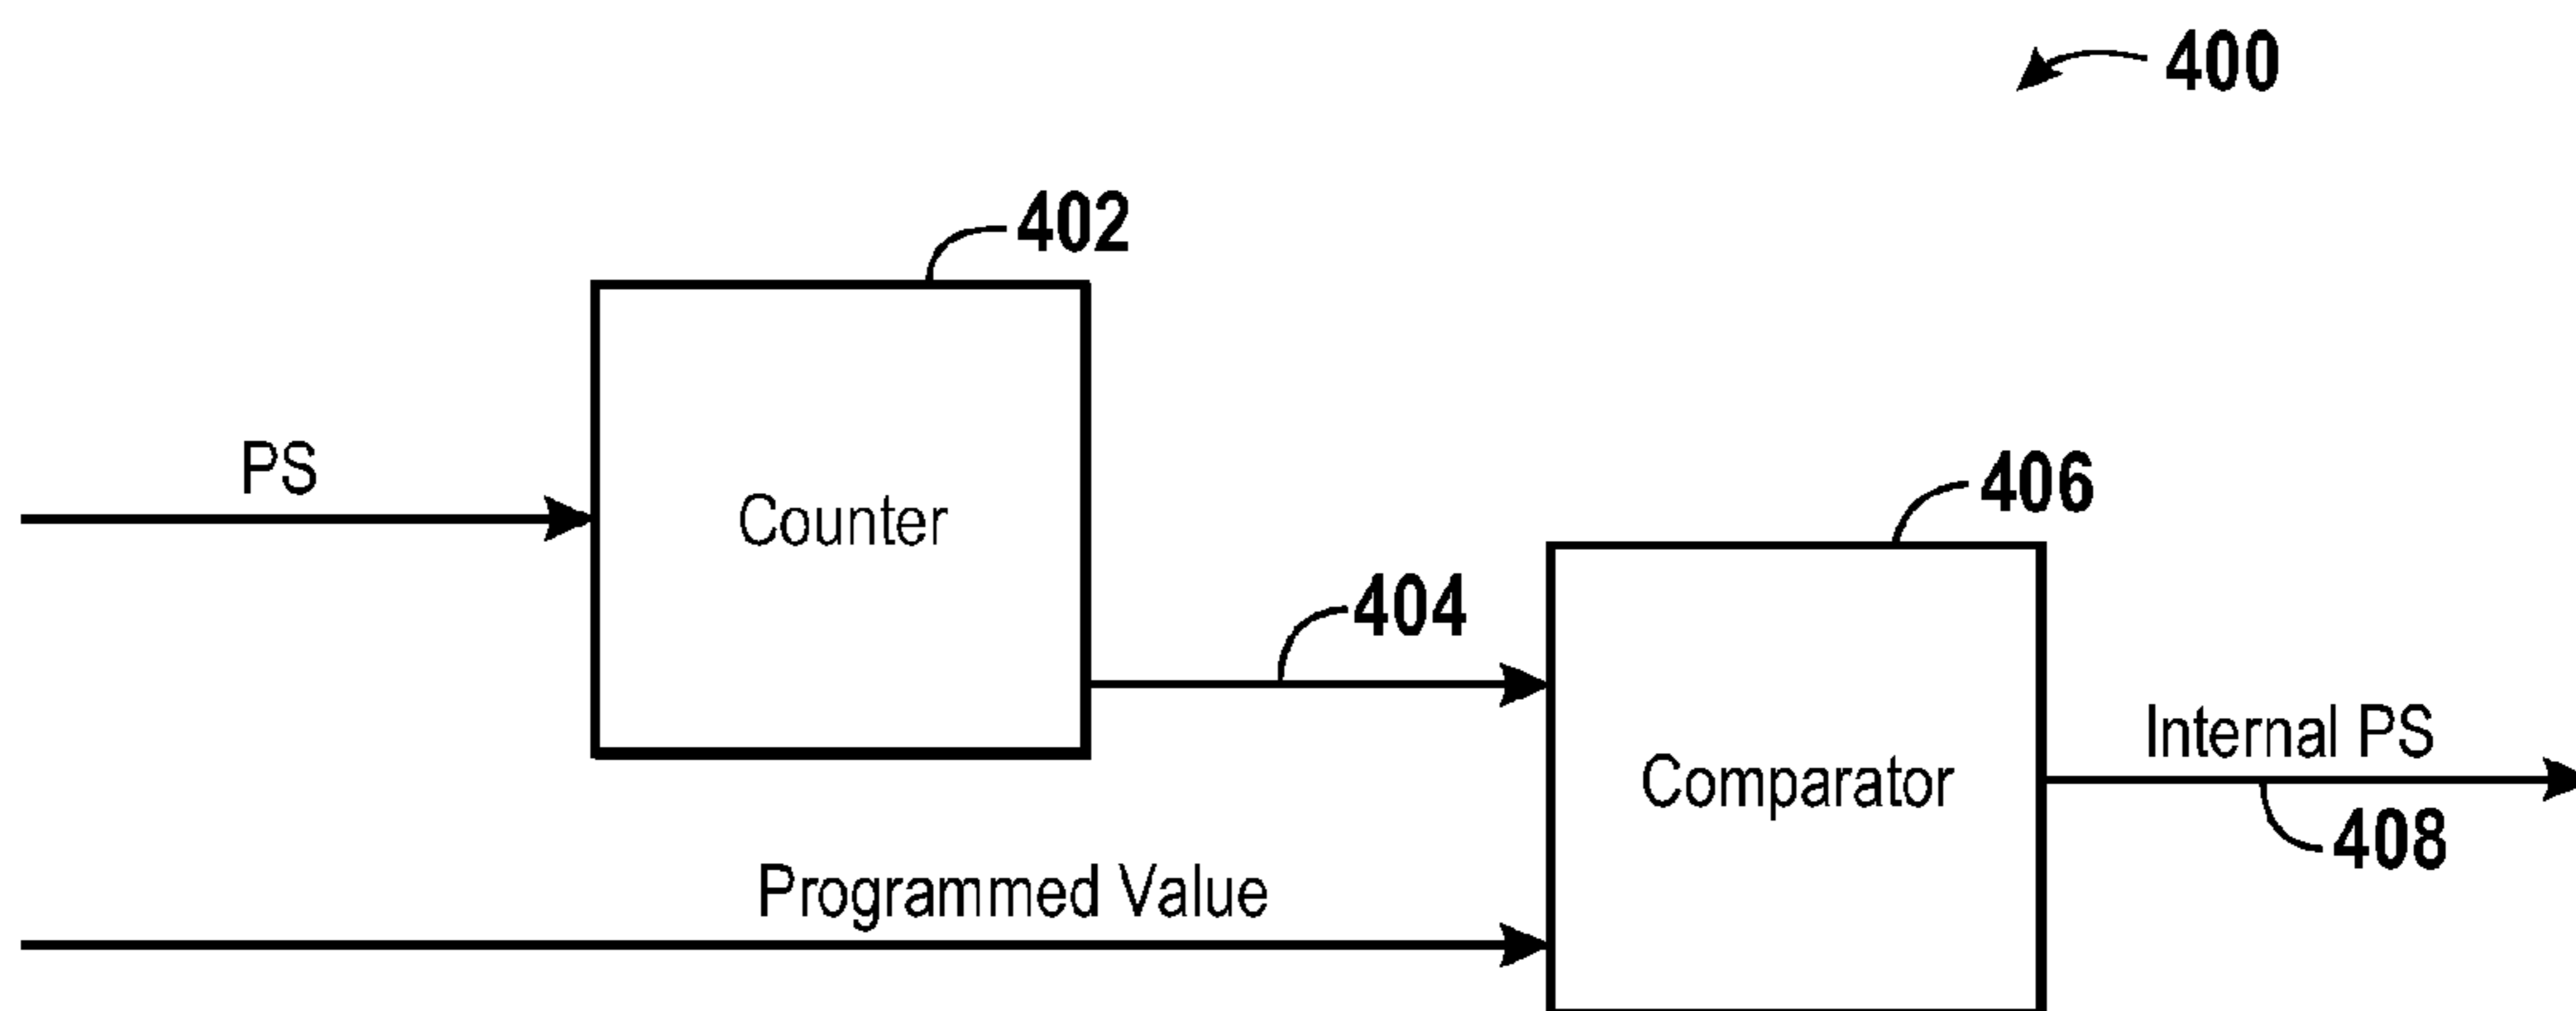 400
402
PS
Counter
406
404
Internal PS
Comparator
408
Programmed Value